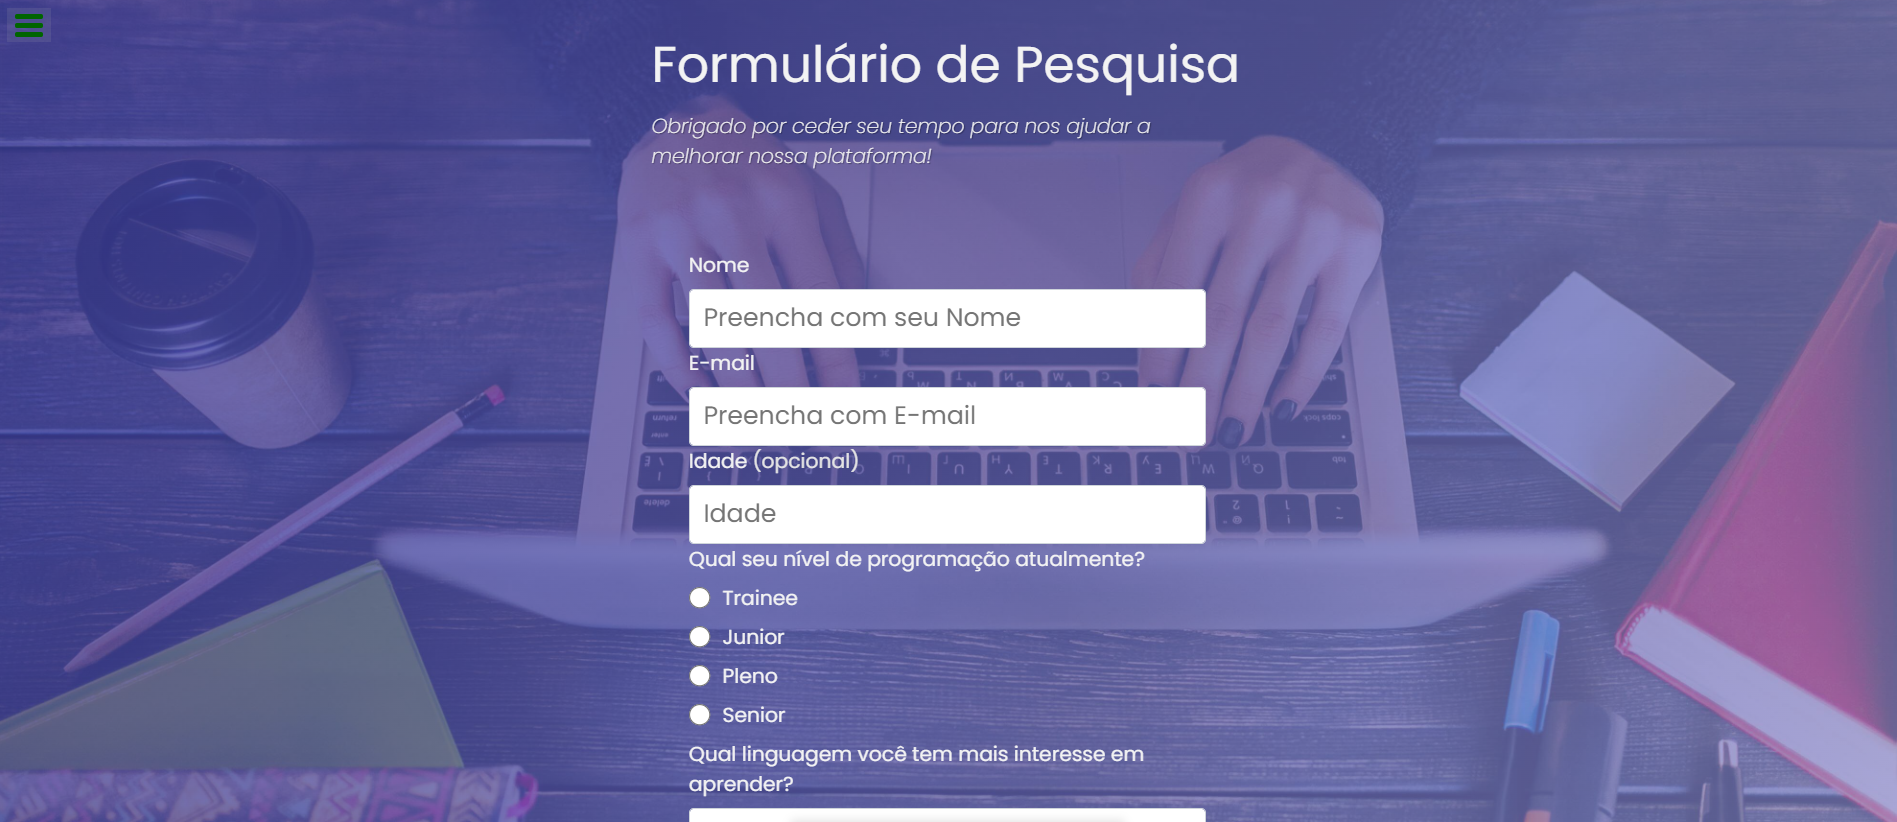 Formulário de Pesquisa
Obrigado por ceder seu tempo para nos ajudar a
melhorar nossa plataforma!
Nome
Preencha com seu Nome
E-mail
Preencha com E-mail
Idade (opcional)
Idade
Qual seu nível de programação atualmente?
Trainee
Junior
Pleno
Senior
Qual linguagem você tem mais interesse em
aprender?